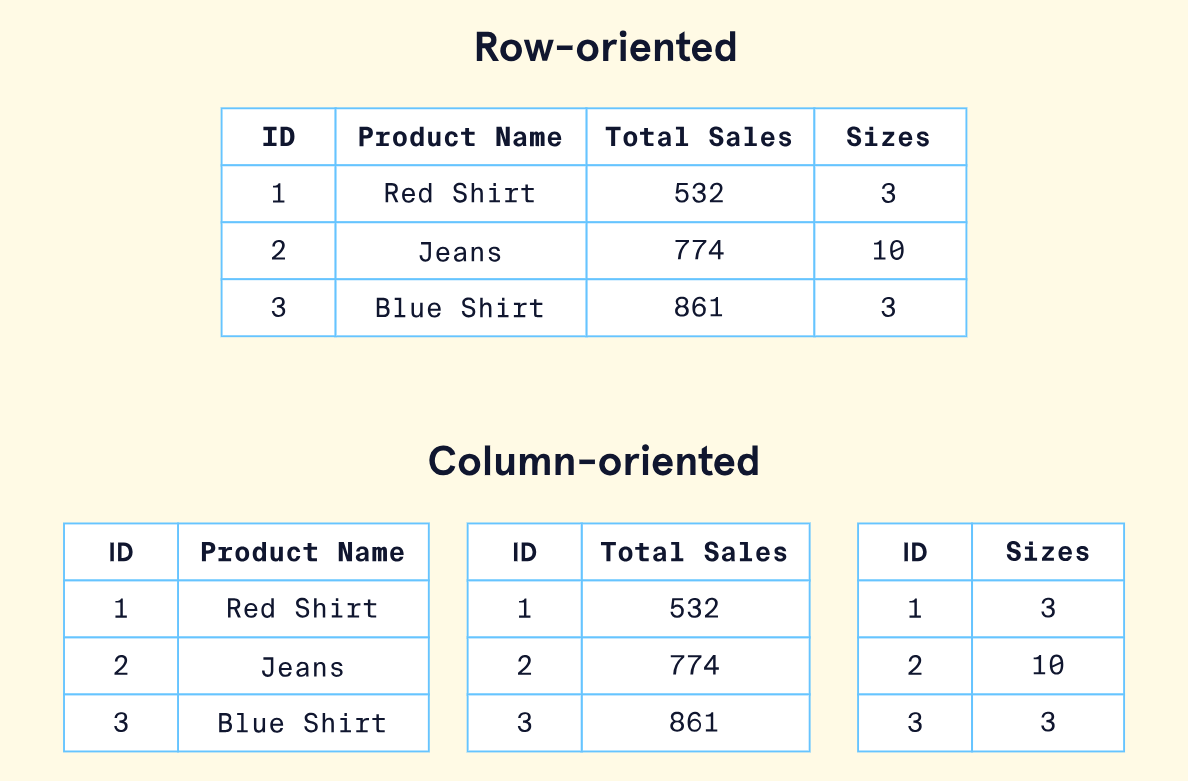 Row-oriented
ID Product Name Total Sales Sizes
1 Red Shirt 532 3
2 Jeans 774 10
3 Blue Shirt 861 3
Column-oriented
ID Product Name ID Total Sales ID Sizes
1 Red Shirt 1 532 1 3
2 Jeans 2 774 2 10
3 Blue Shirt 3 861 3 3